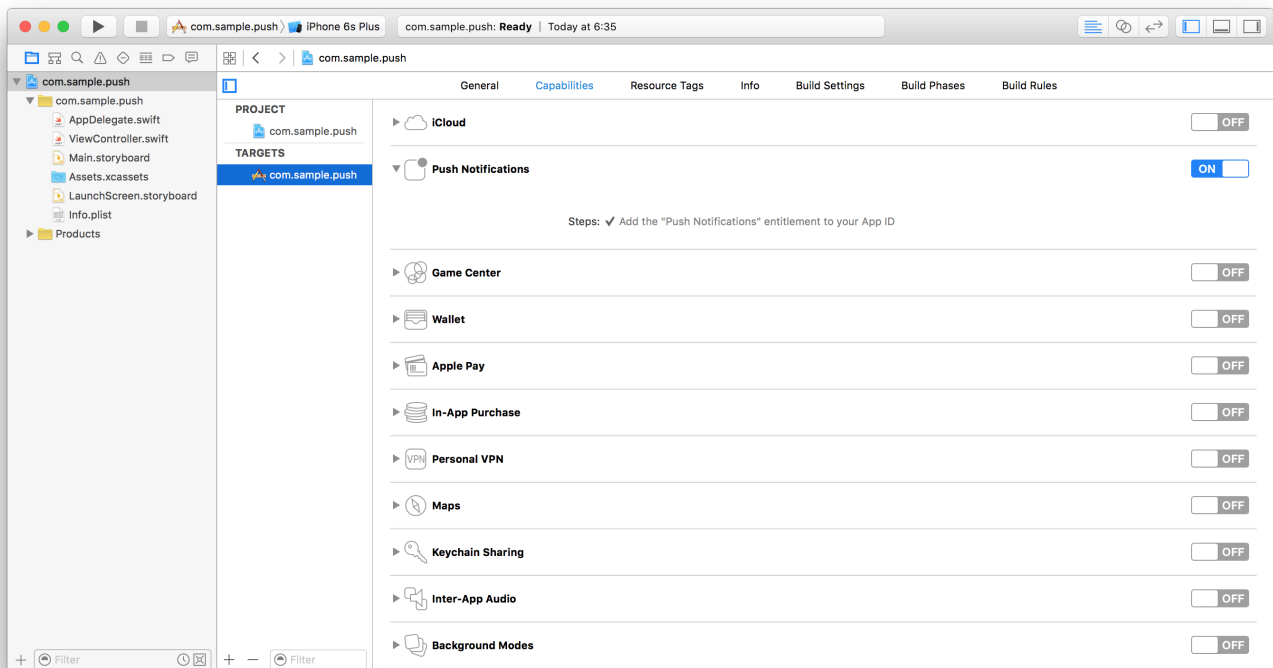 com.sample.push iPhone 6s Plus com.sample.push: Ready | Today at 6:35
com.sample.push
com.sample.push
com.sample.push
AppDelegate.swift
ViewController.swift
Main.storyboard
Assets.xcassets
LaunchScreen.storyboard
Info.plist
Products
Filter
General Capabilities Resource Tags Info Build Settings Build Phases Build Rules
PROJECT
com.sample.push
TARGETS
com.sample.push
Filter
iCloud OFF
Push Notifications ON
Steps: ✔ Add the "Push Notifications" entitlement to your App ID
Game Center OFF
Wallet OFF
Apple Pay OFF
In-App Purchase OFF
VPN Personal VPN OFF
Maps OFF
Keychain Sharing OFF
Inter-App Audio OFF
Background Modes OFF